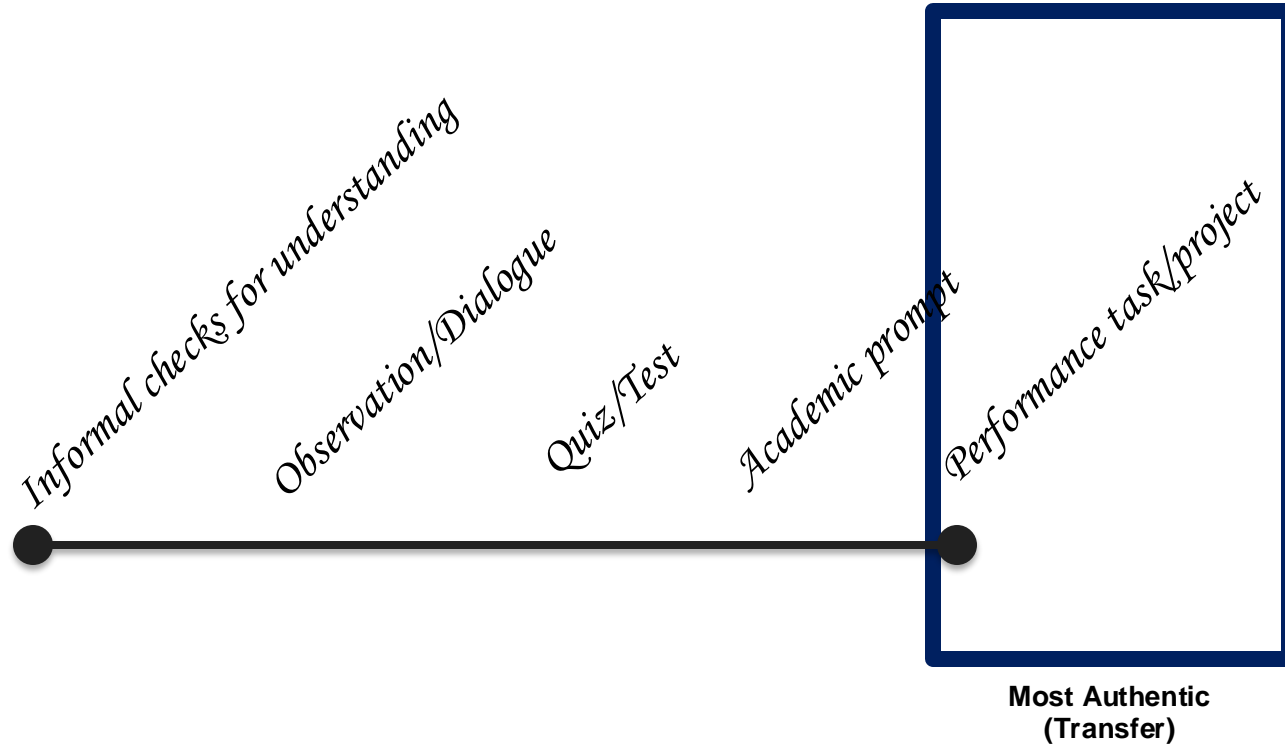 Informal checks for understanding
Observation/Dialogue
Quiz/Test
Academic prompt
Performance task/project
Most Authentic
(Transfer)